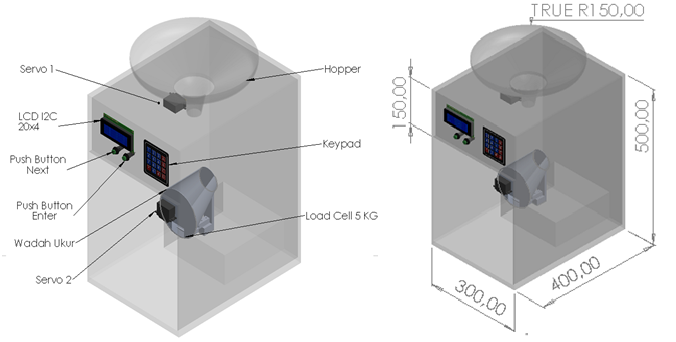 TRUE R150,00
Servo 1
Hopper
LCD I2C
20x4
Push Button
Next
Keypad
Push Button
Enter
Wadah Ukur
Load Cell 5 KG
Servo 2
150,00
500,00
300,00
400,00